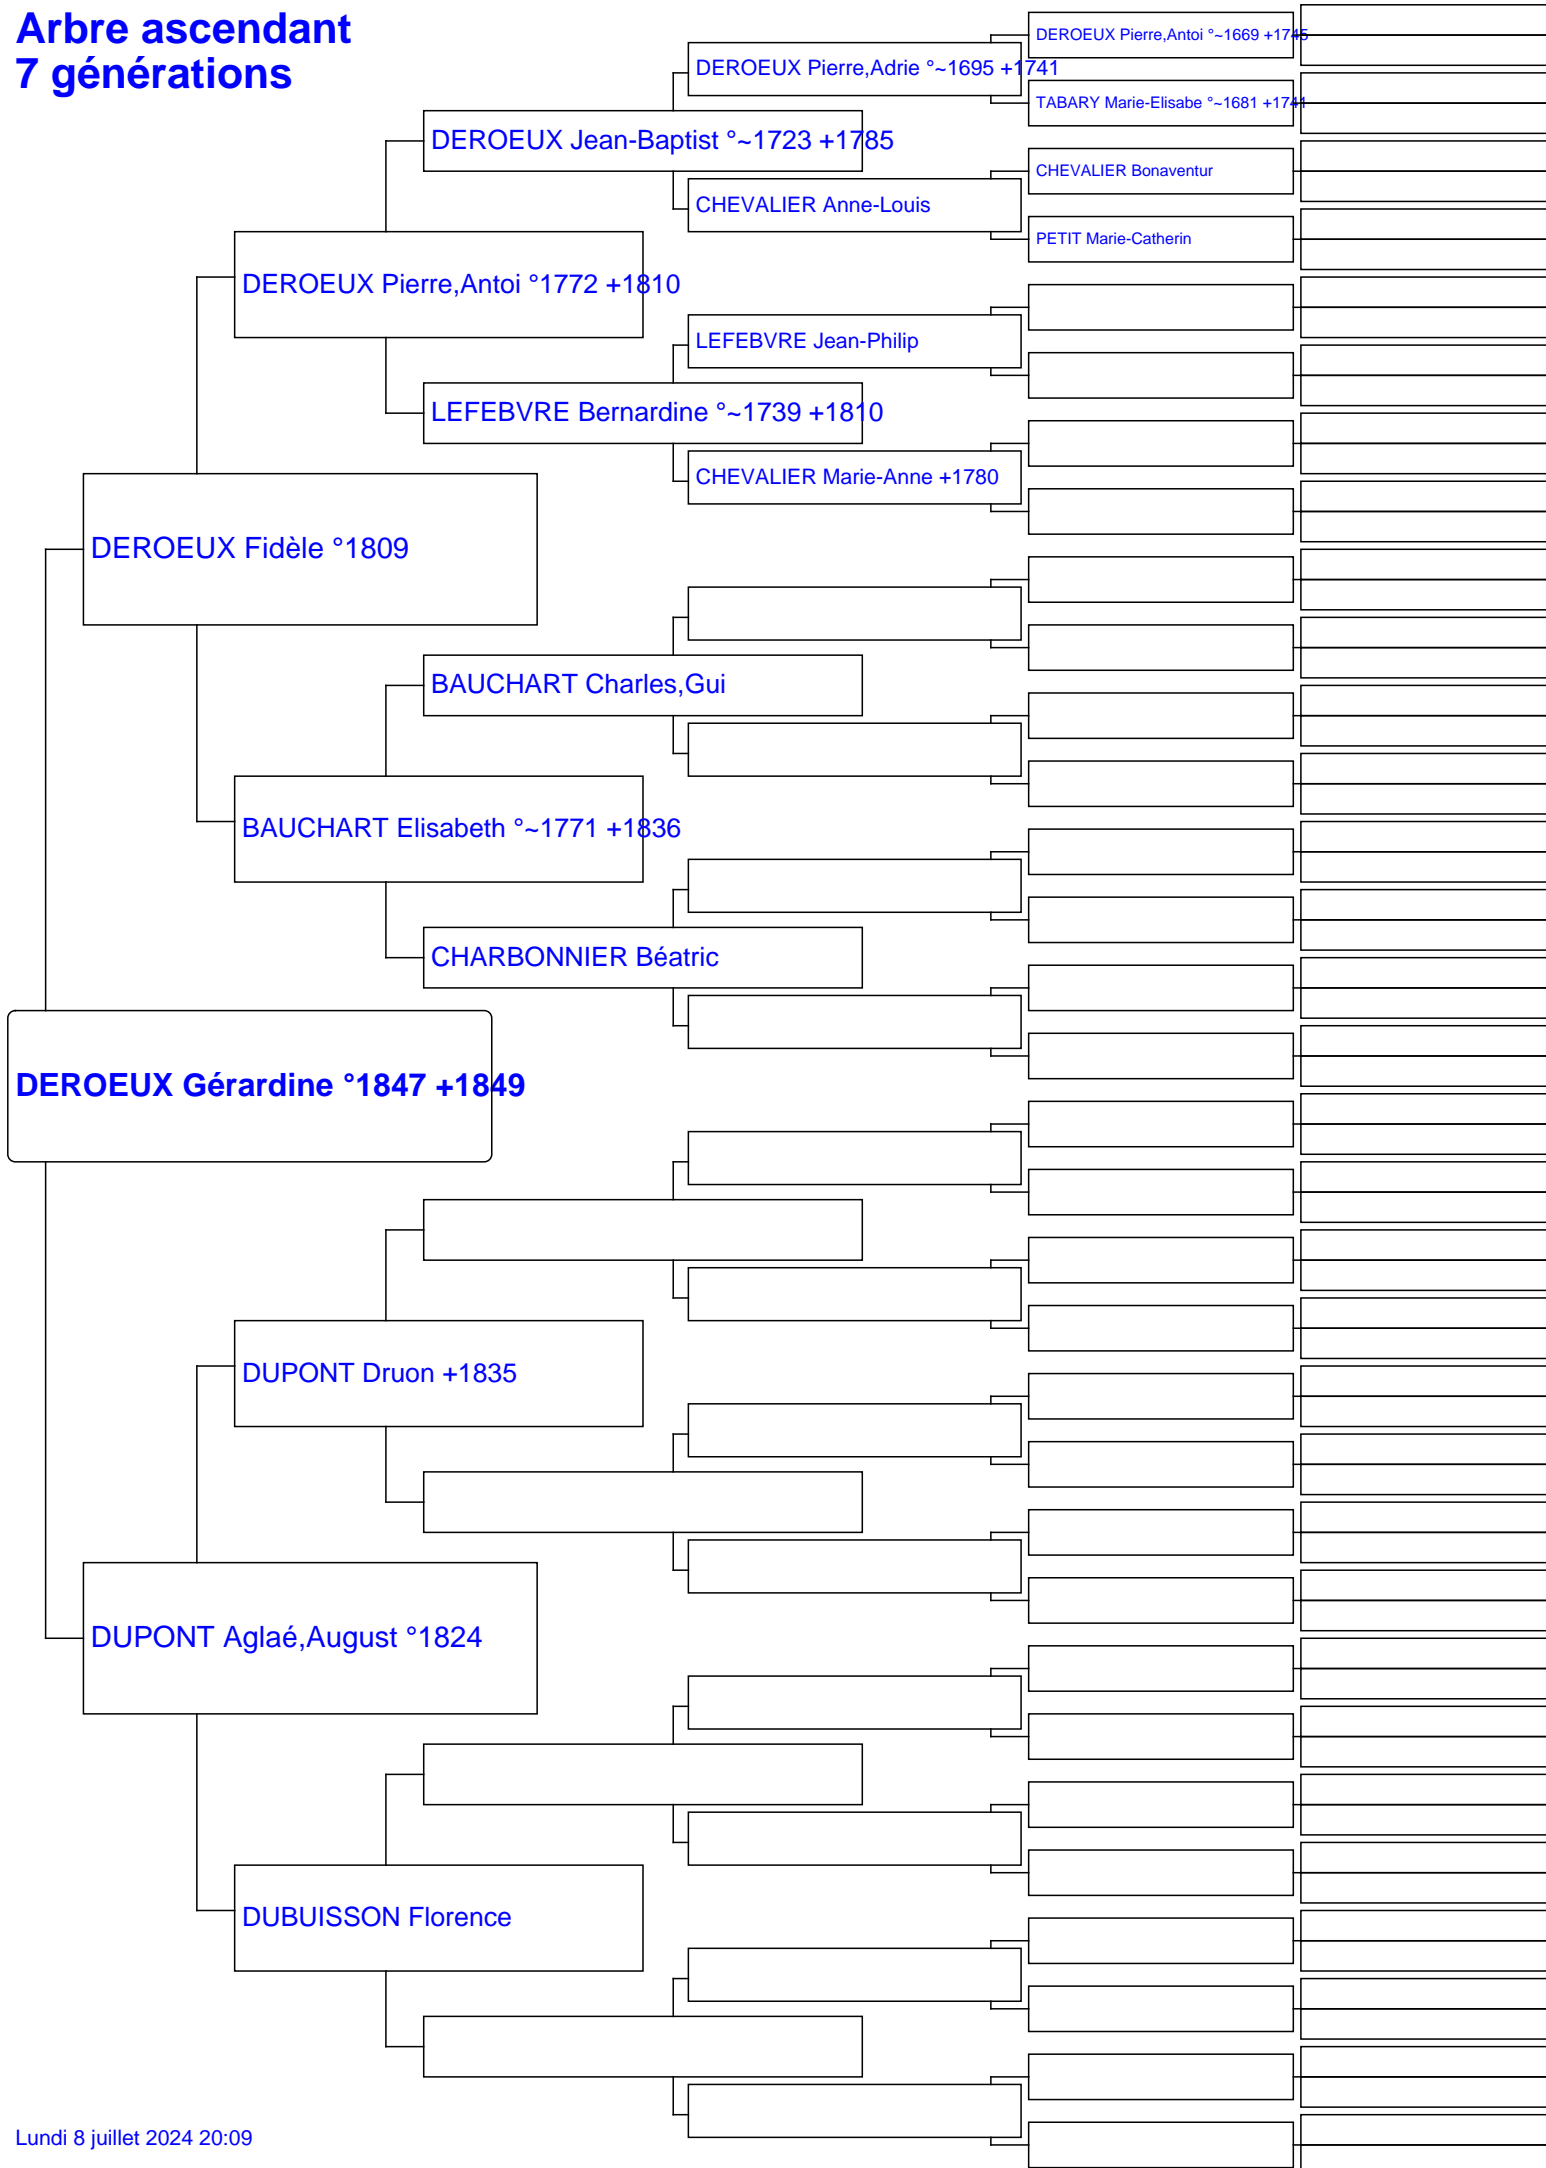 Arbre ascendant
7 générations
DEROEUX Pierre,Antoi °~1669 +1745
DEROEUX Pierre,Adrie °~1695 +1741
TABARY Marie-Elisabe °~1681 +1741
DEROEUX Jean-Baptist °~1723 +1785
CHEVALIER Bonaventur
CHEVALIER Anne-Louis
PETIT Marie-Catherin
DEROEUX Pierre,Antoi °1772 +1810
LEFEBVRE Jean-Philip
LEFEBVRE Bernardine °~1739 +1810
CHEVALIER Marie-Anne +1780
DEROEUX Fidèle °1809
BAUCHART Charles,Gui
BAUCHART Elisabeth °~1771 +1836
CHARBONNIER Béatric
DEROEUX Gérardine °1847 +1849
DUPONT Druon +1835
DUPONT Aglaé,August °1824
DUBUISSON Florence
Lundi 8 juillet 2024 20:09